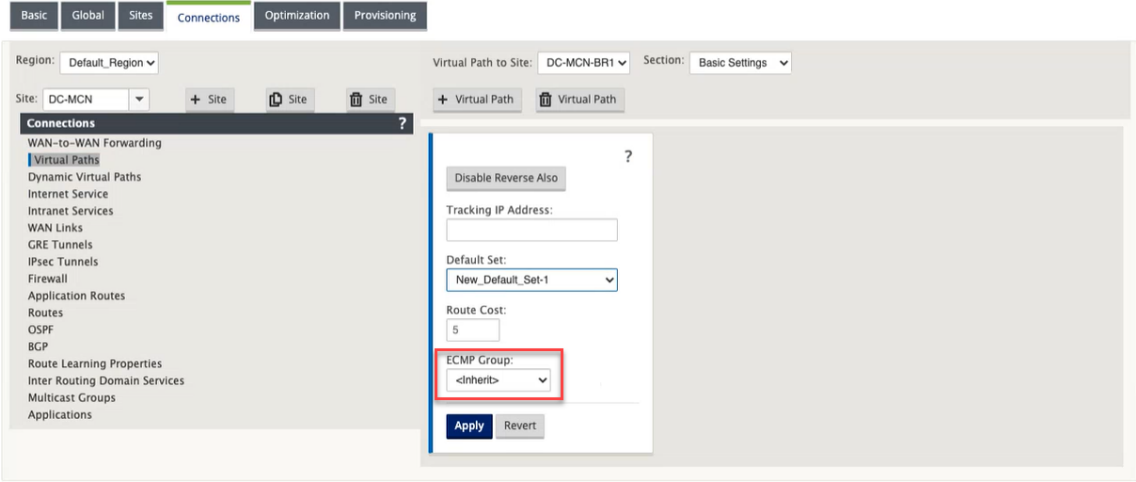 Basic Global Sites Connections Optimization Provisioning
Region: Default_Region
Site: DC-MCN + Site Site Site
Connections ?
WAN-to-WAN Forwarding
Virtual Paths
Dynamic Virtual Paths
Internet Service
Intranet Services
WAN Links
GRE Tunnels
IPsec Tunnels
Firewall
Application Routes
Routes
OSPF
BGP
Route Learning Properties
Inter Routing Domain Services
Multicast Groups
Applications
Virtual Path to Site: DC-MCN-BR1 Section: Basic Settings
+ Virtual Path Virtual Path
?
Disable Reverse Also
Tracking IP Address:
Default Set:
New_Default_Set-1
Route Cost:
5
ECMP Group:
<Inherit>
Apply Revert